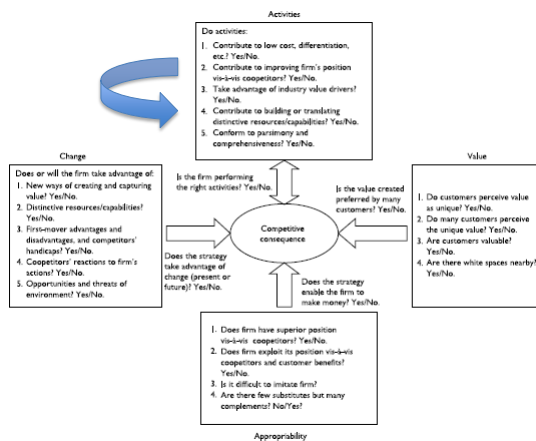 Activities
Do activities:
1. Contribute to low cost, differentiation,
etc.? Yes/No.
2. Contribute to improving firm's position
vis-à-vis coopetitors? Yes/No.
3. Take advantage of industry value drivers?
Yes/No.
4. Contribute to building or translating
distinctive resources/capabilities? Yes/No.
5. Conform to parsimony and
comprehensiveness? Yes/No.
Change
Does or will the firm take advantage of:
1. New ways of creating and capturing
value? Yes/No.
2. Distinctive resources/capabilities?
Yes/No.
3. First-mover advantages and
disadvantages, and competitors'
handicaps? Yes/No.
4. Coopetitors' reactions to firm's
actions? Yes/No.
5. Opportunities and threats of
environment? Yes/No.
Is the firm performing
the right activities? Yes/No.
Is the value created
preferred by many
customers? Yes/No.
Competitive
consequence
Does the strategy
take advantage of
change (present or
future)? Yes/No.
Does the strategy
enable the firm to
make money? Yes/No.
Value
1. Do customers perceive value
as unique? Yes/No.
2. Do many customers perceive
the unique value? Yes/No.
3. Are customers valuable?
Yes/No.
4. Are there white spaces nearby?
Yes/No.
1. Does firm have superior position
vis-à-vis coopetitors? Yes/No.
2. Does firm exploit its position vis-à-vis
coopetitors and customer benefits?
Yes/No.
3. Is it difficult to imitate firm?
4. Are there few substitutes but many
complements? No/Yes?
Appropriability